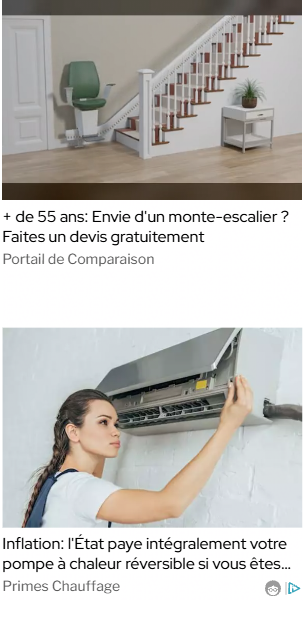 + de 55 ans: Envie d'un monte-escalier ?
Faites un devis gratuitement
Portail de Comparaison
Inflation: l'État paye intégralement votre
pompe à chaleur réversible si vous êtes...
Primes Chauffage